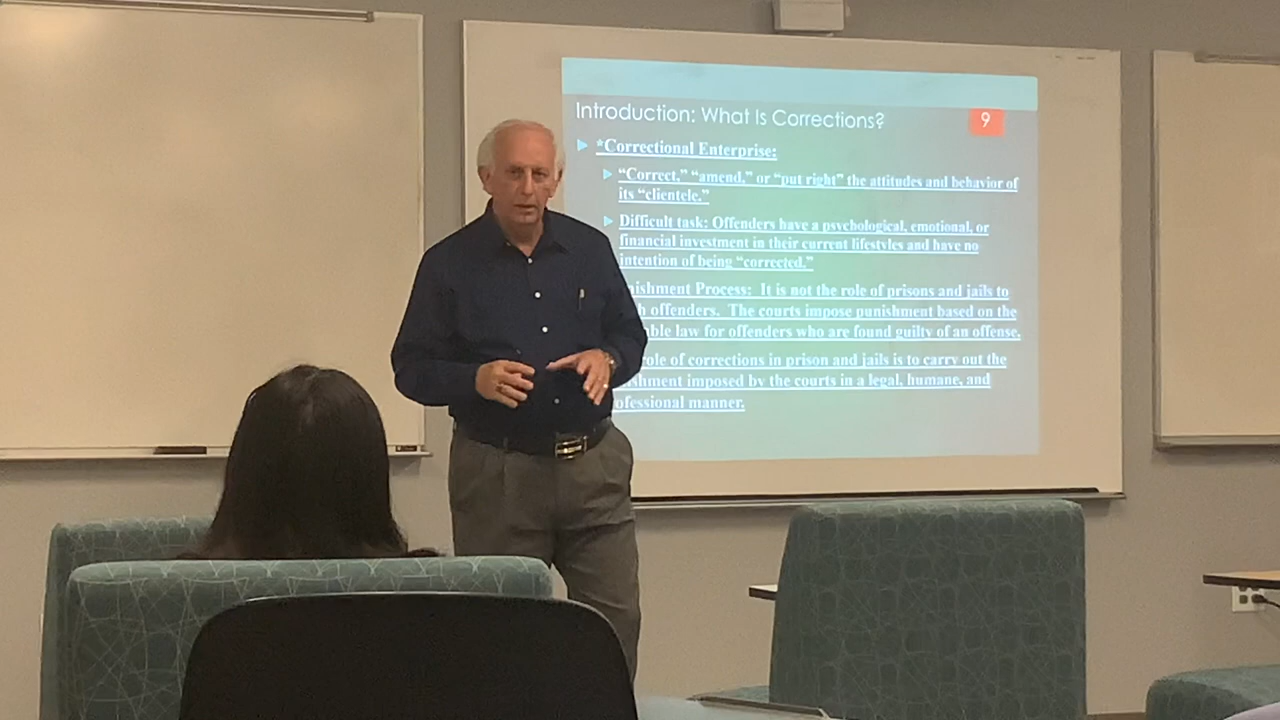 Introduction: What Is Corrections?
9
*Correctional Enterprise:
"Correct," "amend," or "put right" the attitudes and behavior of
its "clientele."
Difficult task: Offenders have a psychological, emotional, or
financial investment in their current lifestyles and have no
intention of being "corrected."
Process: It is not the role of prisons and jails to
offenders. The courts impose punishment based on the
law for offenders who are found guilty of an offense.
role of corrections in prison and jails is to carry out the
imposed by the courts in a legal, humane, and
manner.